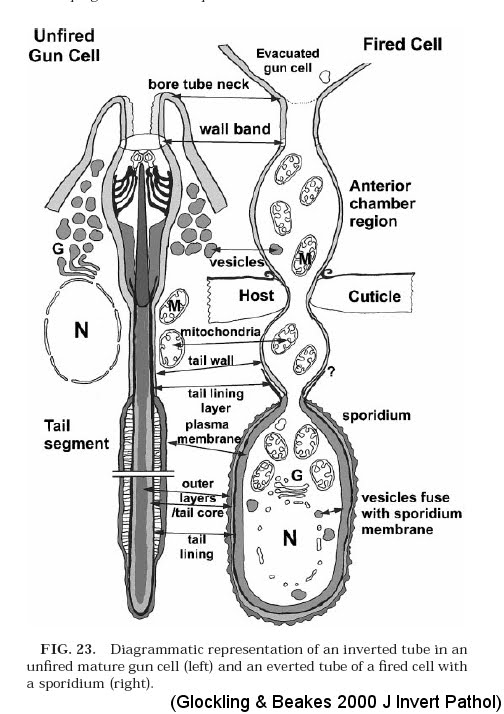 Unfired
Gun Cell
Fired Cell
Evacuated
gun cell
bore tube neck
wall band
Anterior
chamber
region
G
vesicles
M
Host
Cuticle
N
M
mitochondria
tail wall
?
tail lining
layer
plasma
membrane
sporidium
Tail
segment
G
outer
layers
/tail core
vesicles fuse
with sporidium
membrane
N
tail
lining
FIG. 23. Diagrammatic representation of an inverted tube in an
unfired mature gun cell (left) and an everted tube of a fired cell with
a sporidium (right).
(Glockling & Beakes 2000 J Invert Pathol)